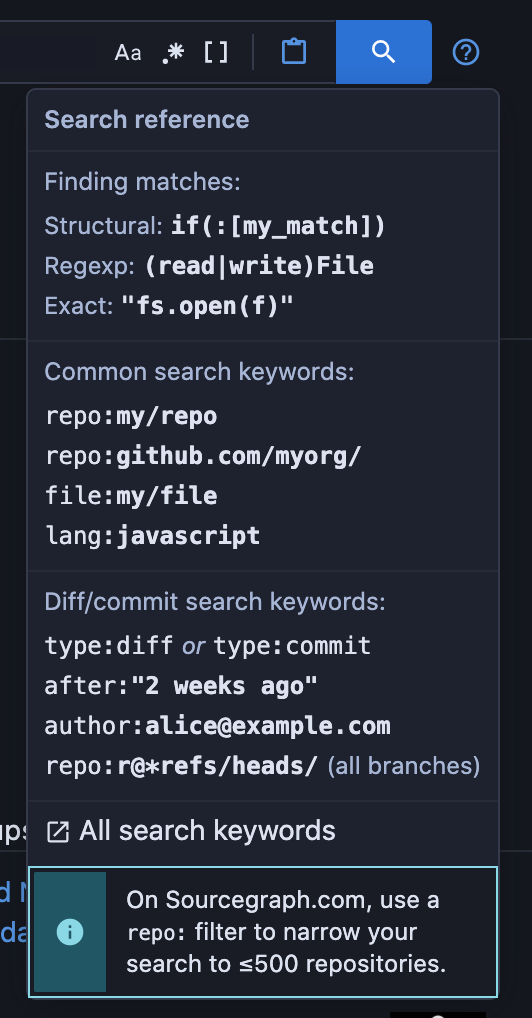 Aa .* []
Search reference
Finding matches:
Structural: if(:[my_match])
Regexp: (read|write)File
Exact: "fs.open(f)"
Common search keywords:
repo:my/repo
repo:github.com/myorg/
file:my/file
lang:javascript
Diff/commit search keywords:
type:diff or type:commit
after:"2 weeks ago"
author:alice@example.com
repo:r@*refs/heads/ (all branches)
All search keywords
On Sourcegraph.com, use a
repo: filter to narrow your
search to ≤500 repositories.